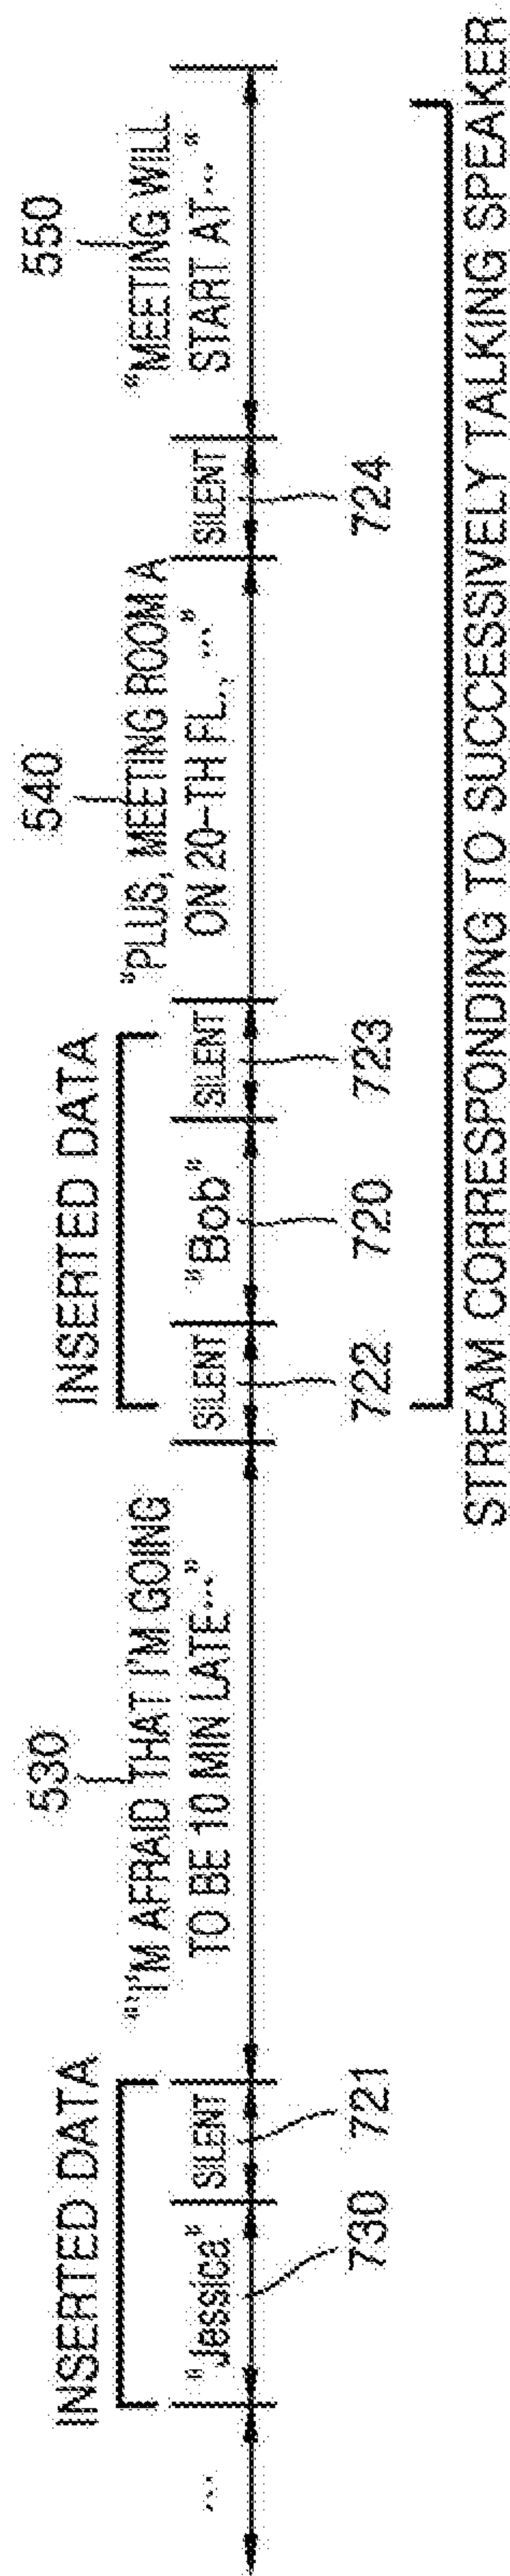 INSERTED DATA
530
INSERTED DATA
540
550
...
"Jessica"
SILENT
""I'M AFRAID THAT I'M GOING
TO BE 10 MIN LATE..."
SILENT
"Bob"
SILENT
"PLUS, MEETING ROOM A
ON 20-TH FL., ..."
SILENT
"MEETING WILL
START AT..."
730
721
722
720
723
724
STREAM CORRESPONDING TO SUCCESSIVELY TALKING SPEAKER